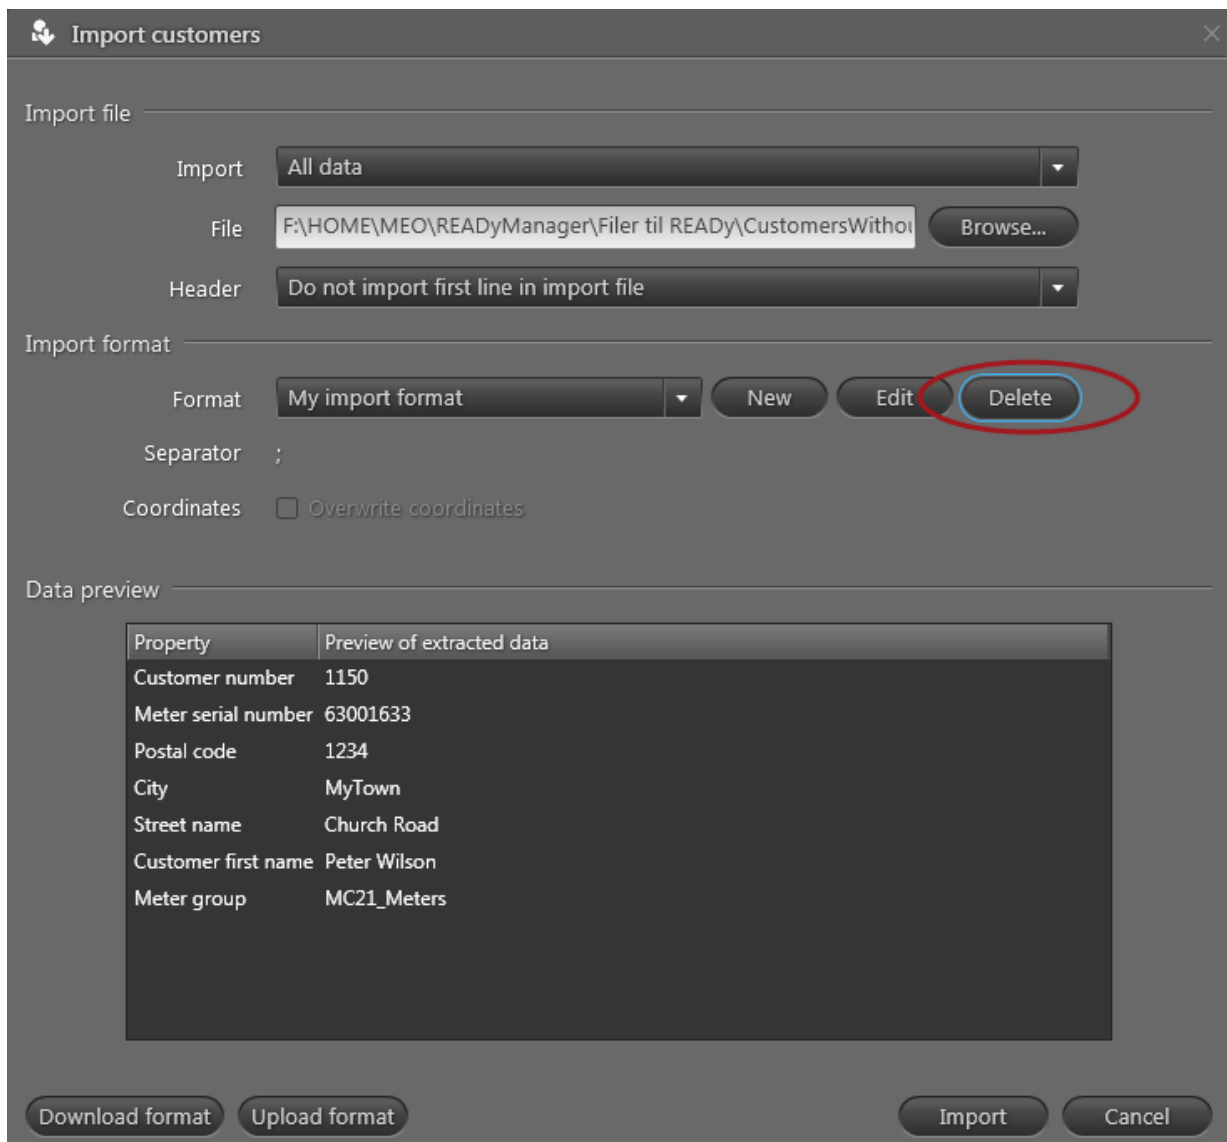 Import customers
Import file
Import All data
File F:\HOME\MEO\READyManager\Filer til READy\CustomersWithou Browse...
Header Do not import first line in import file
Import format
Format My import format New Edit Delete
Separator ;
Coordinates Overwrite coordinates
Data preview
Property Preview of extracted data
Customer number 1150
Meter serial number 63001633
Postal code 1234
City MyTown
Street name Church Road
Customer first name Peter Wilson
Meter group MC21_Meters
Download format Upload format Import Cancel